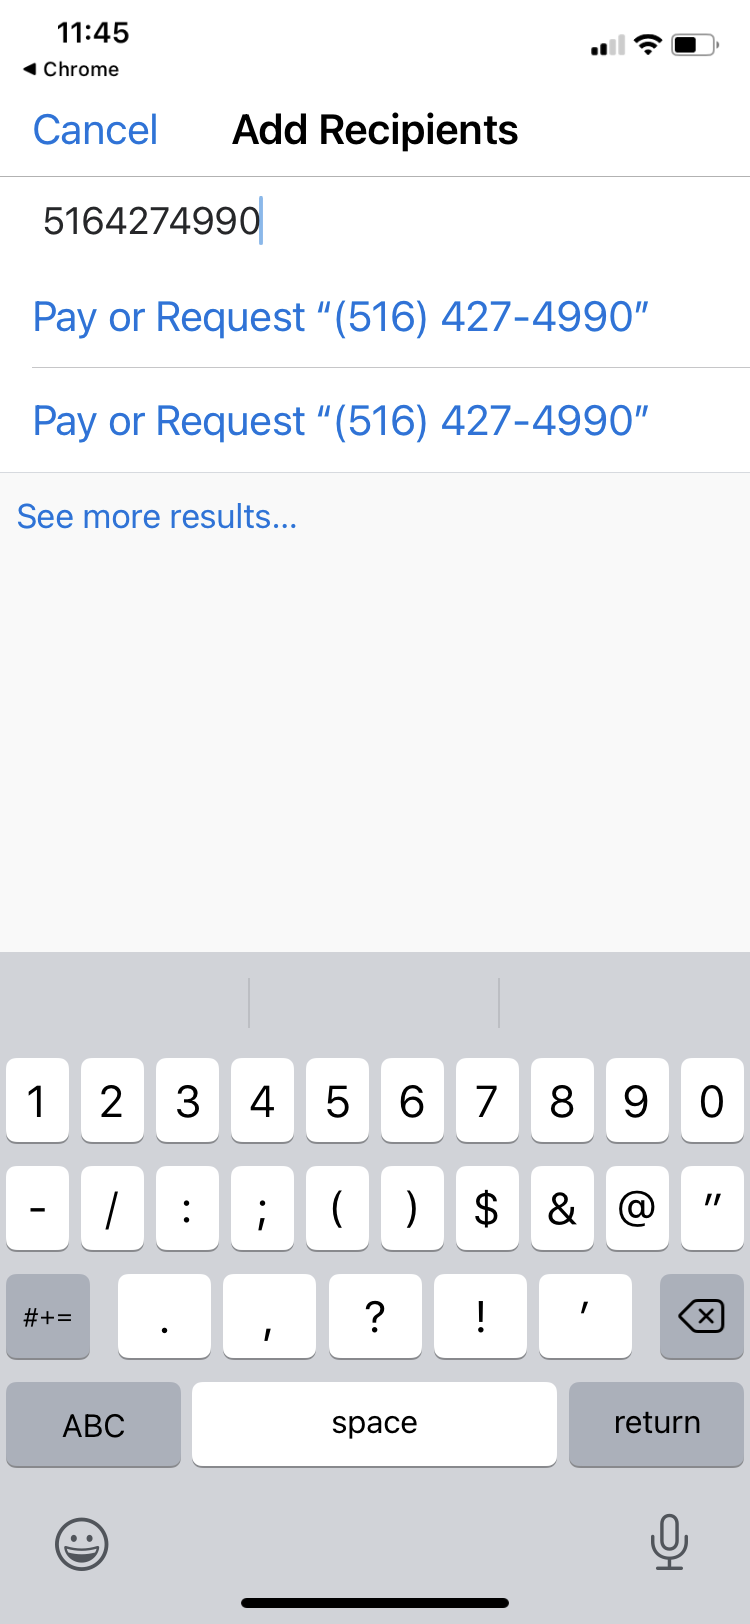 11:45
◀ Chrome
Cancel Add Recipients
5164274990
Pay or Request “(516) 427-4990”
Pay or Request “(516) 427-4990”
See more results...
1 2 3 4 5 6 7 8 9 0
- / : ; ( ) $ & @ "
#+= . , ? ! '
ABC space return